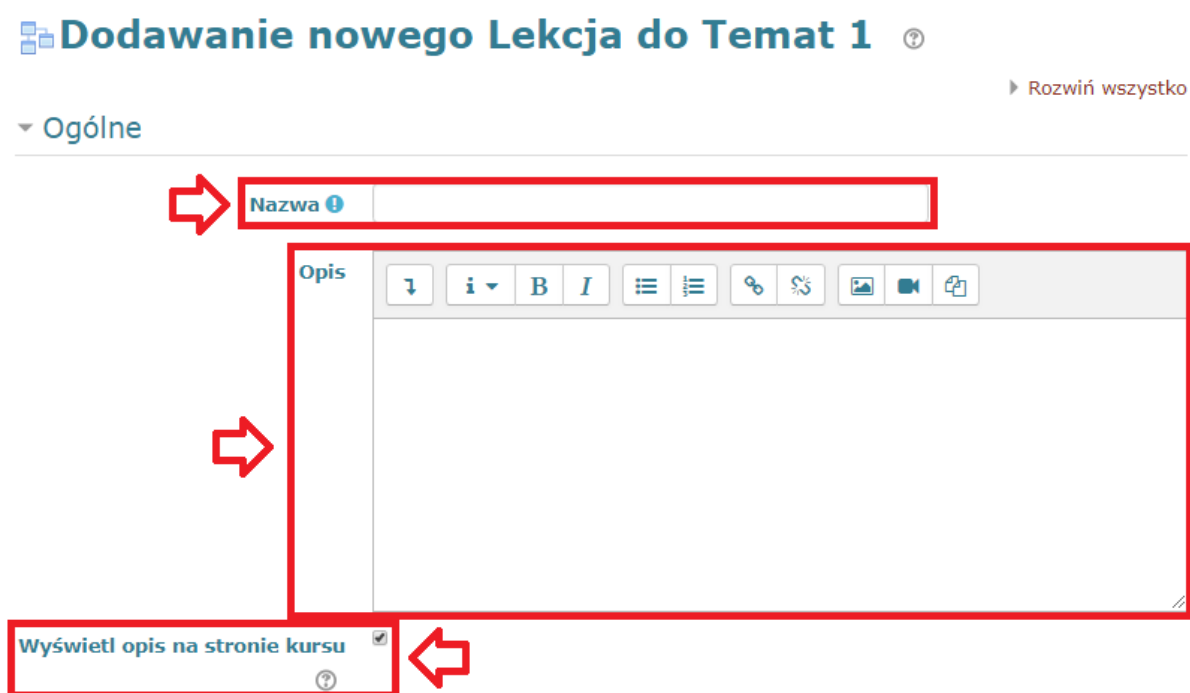 Dodawanie nowego Lekcja do Temat 1
Rozwiń wszystko
Ogólne
Nazwa
Opis
i B I
Wyświetl opis na stronie kursu